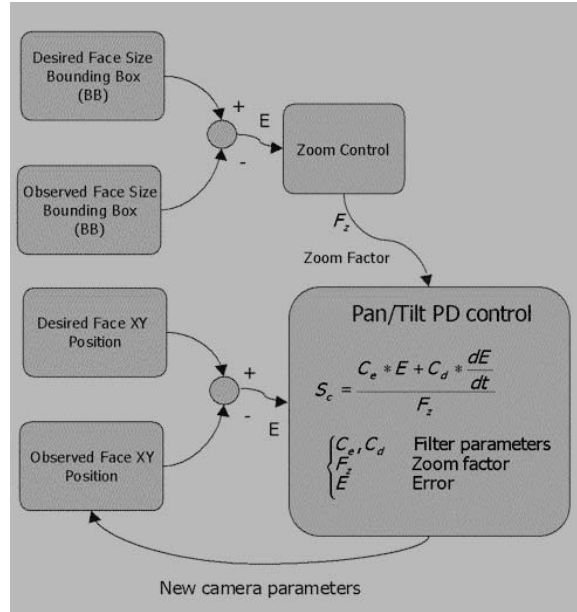 Desired Face Size
Bounding Box
(BB)
+
E
Zoom Control
-
Observed Face Size
Bounding Box
(BB)
F_z
Zoom Factor
Desired Face XY
Position
+
-
E
Observed Face XY
Position
Pan/Tilt PD control
S_c = (C_e * E + C_d * dE/dt) / F_z
C_e, C_d Filter parameters
F_z Zoom factor
E Error
New camera parameters